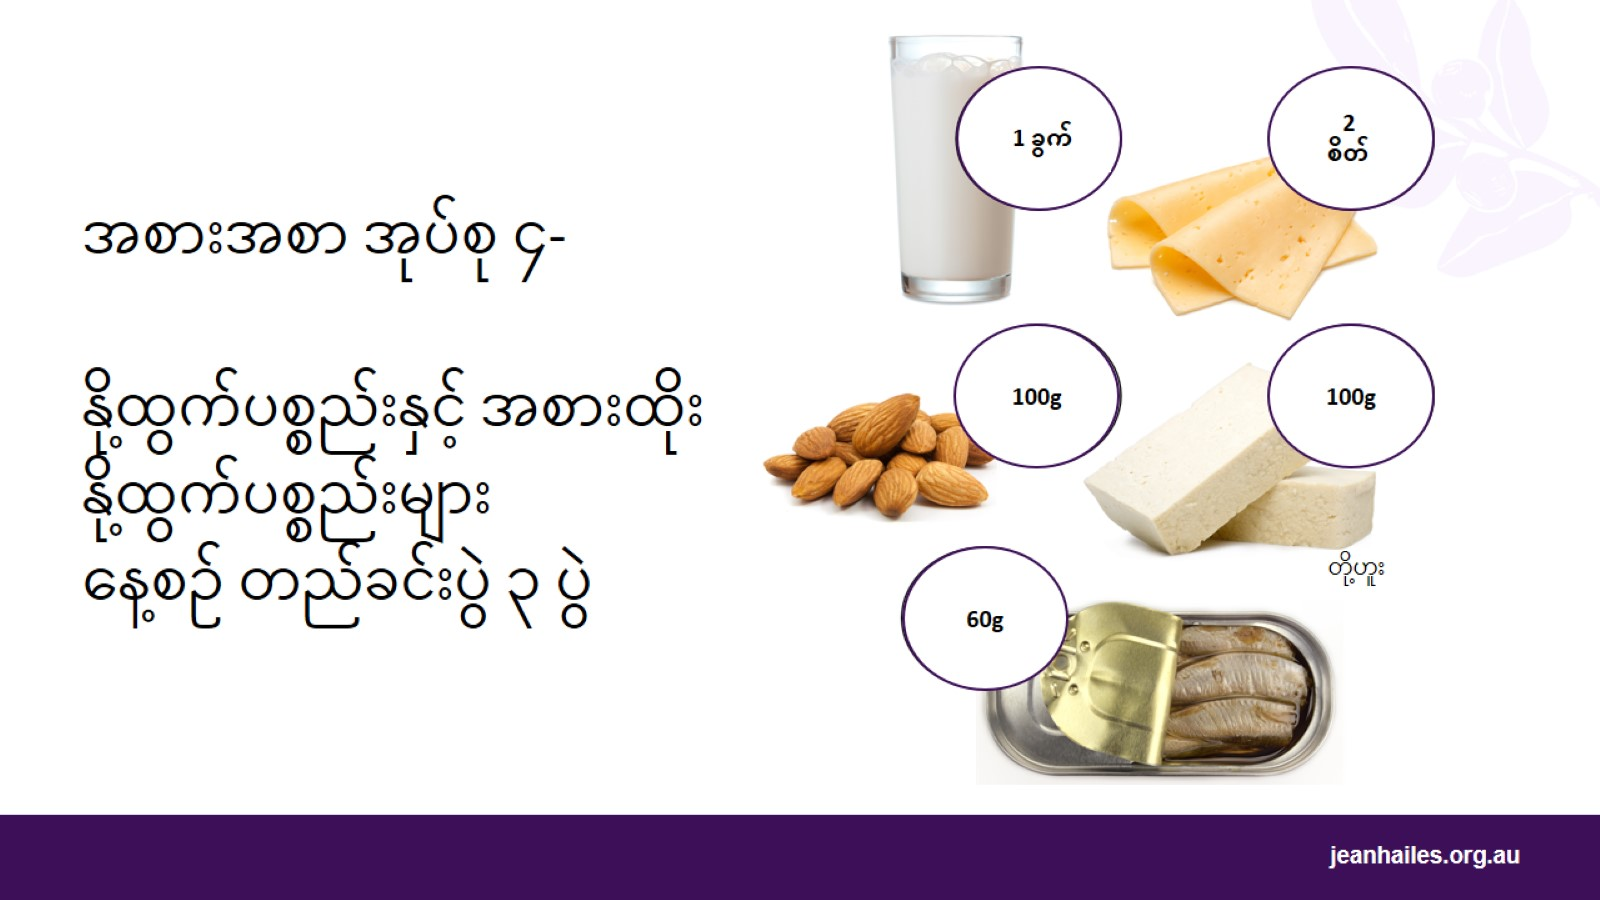 အစားအစာ အုပ်စု ၄-
နို့ထွက်ပစ္စည်းနှင့် အစားထိုး
နို့ထွက်ပစ္စည်းများ
နေ့စဉ် တည်ခင်းပွဲ ၃ ပွဲ
1 ခွက်
2
စိတ်
100g
100g
တို့ဟူး
60g
jeanhailes.org.au